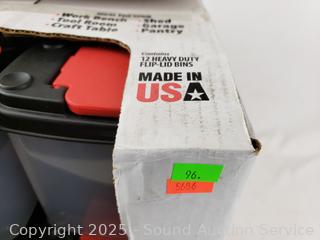 Work Bench
Tool Room
Craft Table
Shed
Garage
Pantry
Contains
12 HEAVY DUTY
FLIP-LID BINS
MADE IN
USA
96.
5686
Copyright 2025 - Sound Auction Service